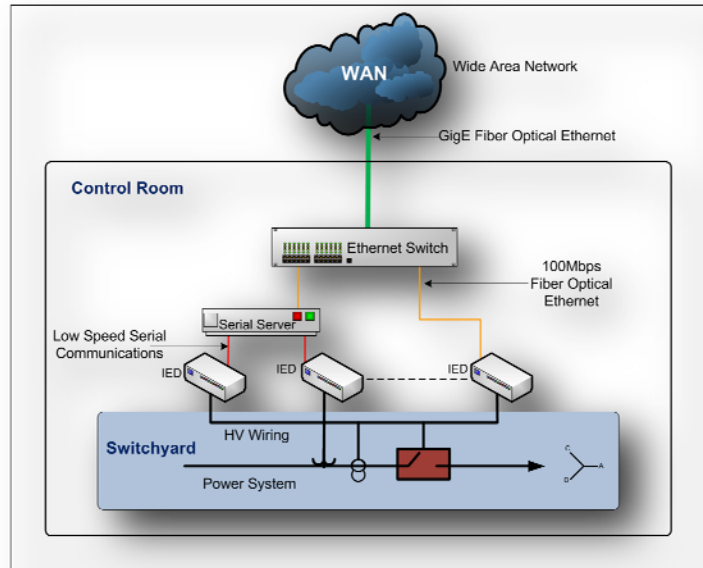 WAN
Wide Area Network
GigE Fiber Optical Ethernet
Control Room
Ethernet Switch
100Mbps
Fiber Optical
Ethernet
Serial Server
Low Speed Serial
Communications
IED
IED
IED
HV Wiring
Switchyard
Power System
C
A
B